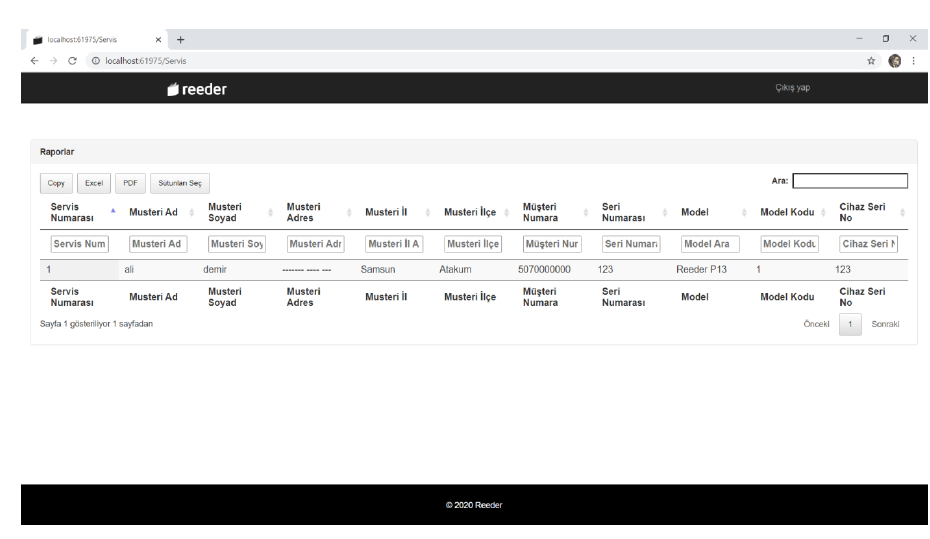 localhost:61975/Servis
localhost:61975/Servis
reeder
Çıkış yap
Raporlar
Copy Excel PDF Sütunları Seç
Ara:
Servis Numarası Musteri Ad Musteri Soyad Musteri Adres Musteri İl Musteri İlçe Müşteri Numara Seri Numarası Model Model Kodu Cihaz Seri No
Servis Num Musteri Ad Musteri Soy Musteri Adr Musteri İl A Musteri İlçe Müşteri Nur Seri Numara Model Ara Model Kodu Cihaz Seri N
1 ali demir ------- ---- --- Samsun Atakum 5070000000 123 Reeder P13 1 123
Servis Numarası Musteri Ad Musteri Soyad Musteri Adres Musteri İl Musteri İlçe Müşteri Numara Seri Numarası Model Model Kodu Cihaz Seri No
Sayfa 1 gösteriliyor 1 sayfadan
Önceki 1 Sonraki
© 2020 Reeder